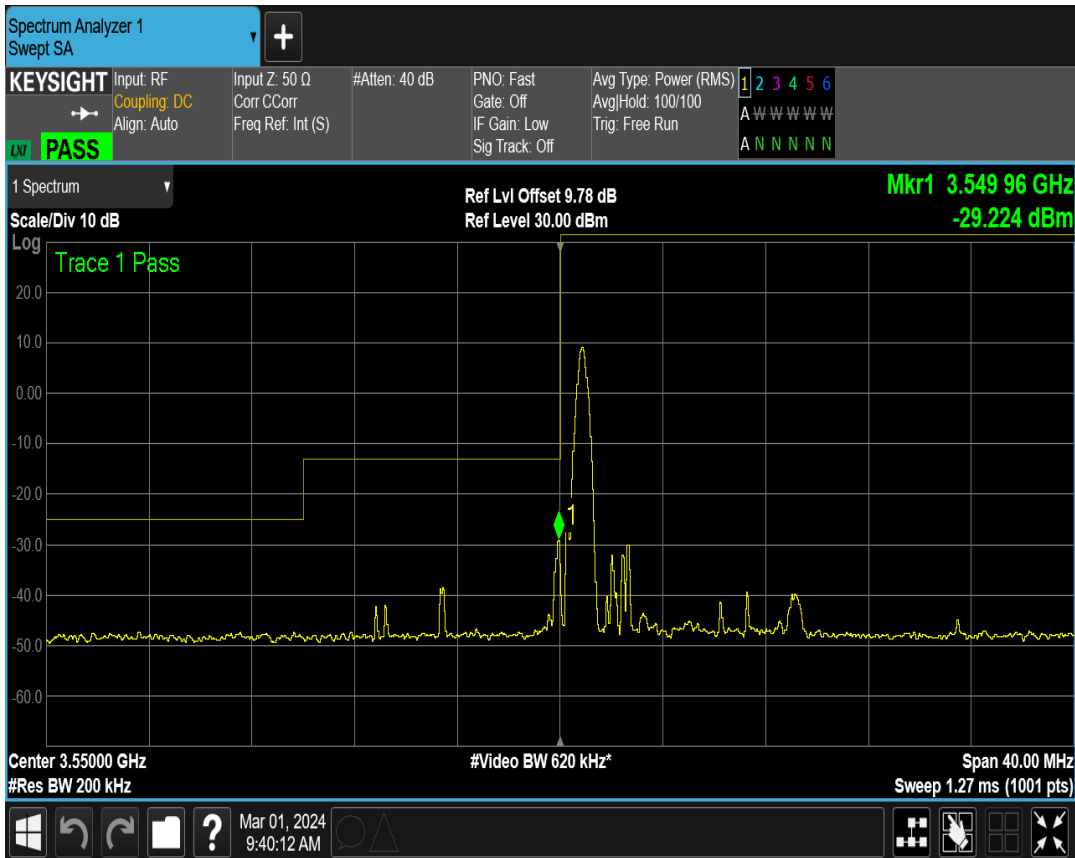 Spectrum Analyzer 1
Swept SA
+
KEYSIGHT
LXI PASS
Input: RF
Coupling: DC
Align: Auto
Input Z: 50 Ω
Corr CCorr
Freq Ref: Int (S)
#Atten: 40 dB
PNO: Fast
Gate: Off
IF Gain: Low
Sig Track: Off
Avg Type: Power (RMS)
Avg|Hold: 100/100
Trig: Free Run
1 2 3 4 5 6
A W W W W W
A N N N N N
1 Spectrum
Scale/Div 10 dB
Ref Lvl Offset 9.78 dB
Ref Level 30.00 dBm
Mkr1 3.549 96 GHz
-29.224 dBm
Log
Trace 1 Pass
20.0
10.0
0.00
-10.0
-20.0
1
-30.0
-40.0
-50.0
-60.0
Center 3.55000 GHz
#Res BW 200 kHz
#Video BW 620 kHz*
Span 40.00 MHz
Sweep 1.27 ms (1001 pts)
?
Mar 01, 2024
9:40:12 AM